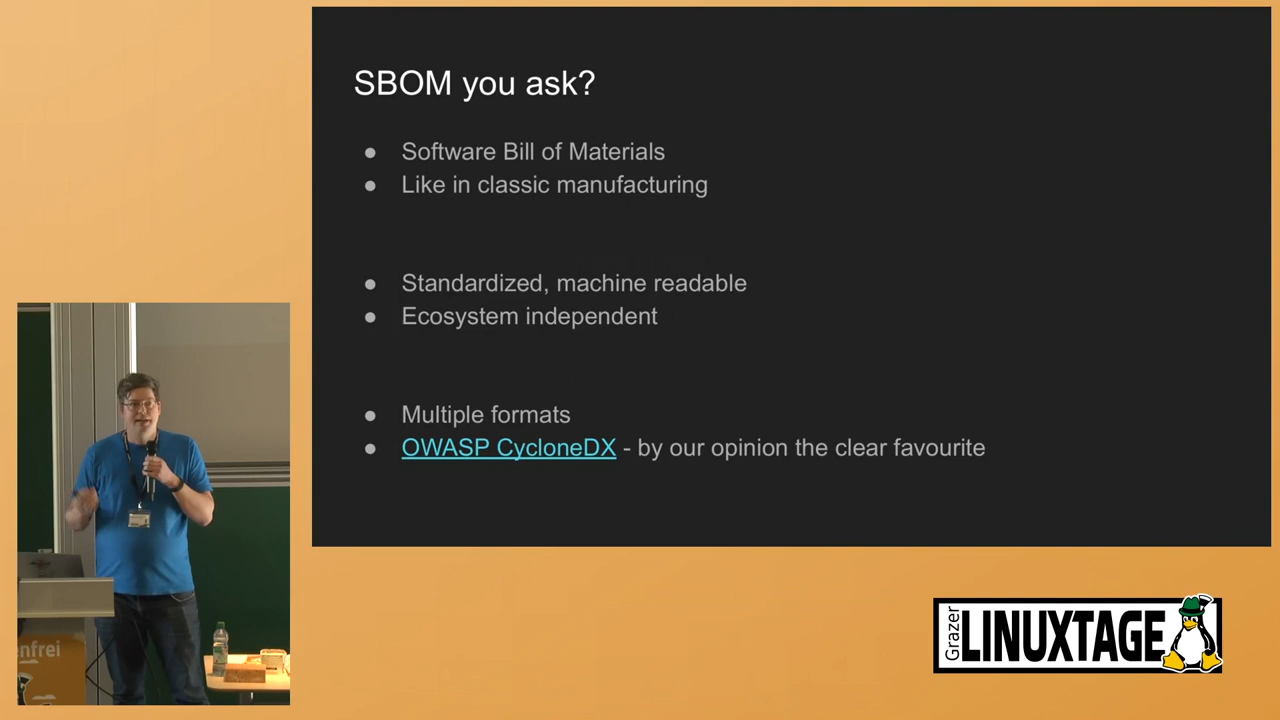 SBOM you ask?
● Software Bill of Materials
● Like in classic manufacturing
● Standardized, machine readable
● Ecosystem independent
● Multiple formats
● OWASP CycloneDX - by our opinion the clear favourite
enfrei
Grazer
LINUXTAGE